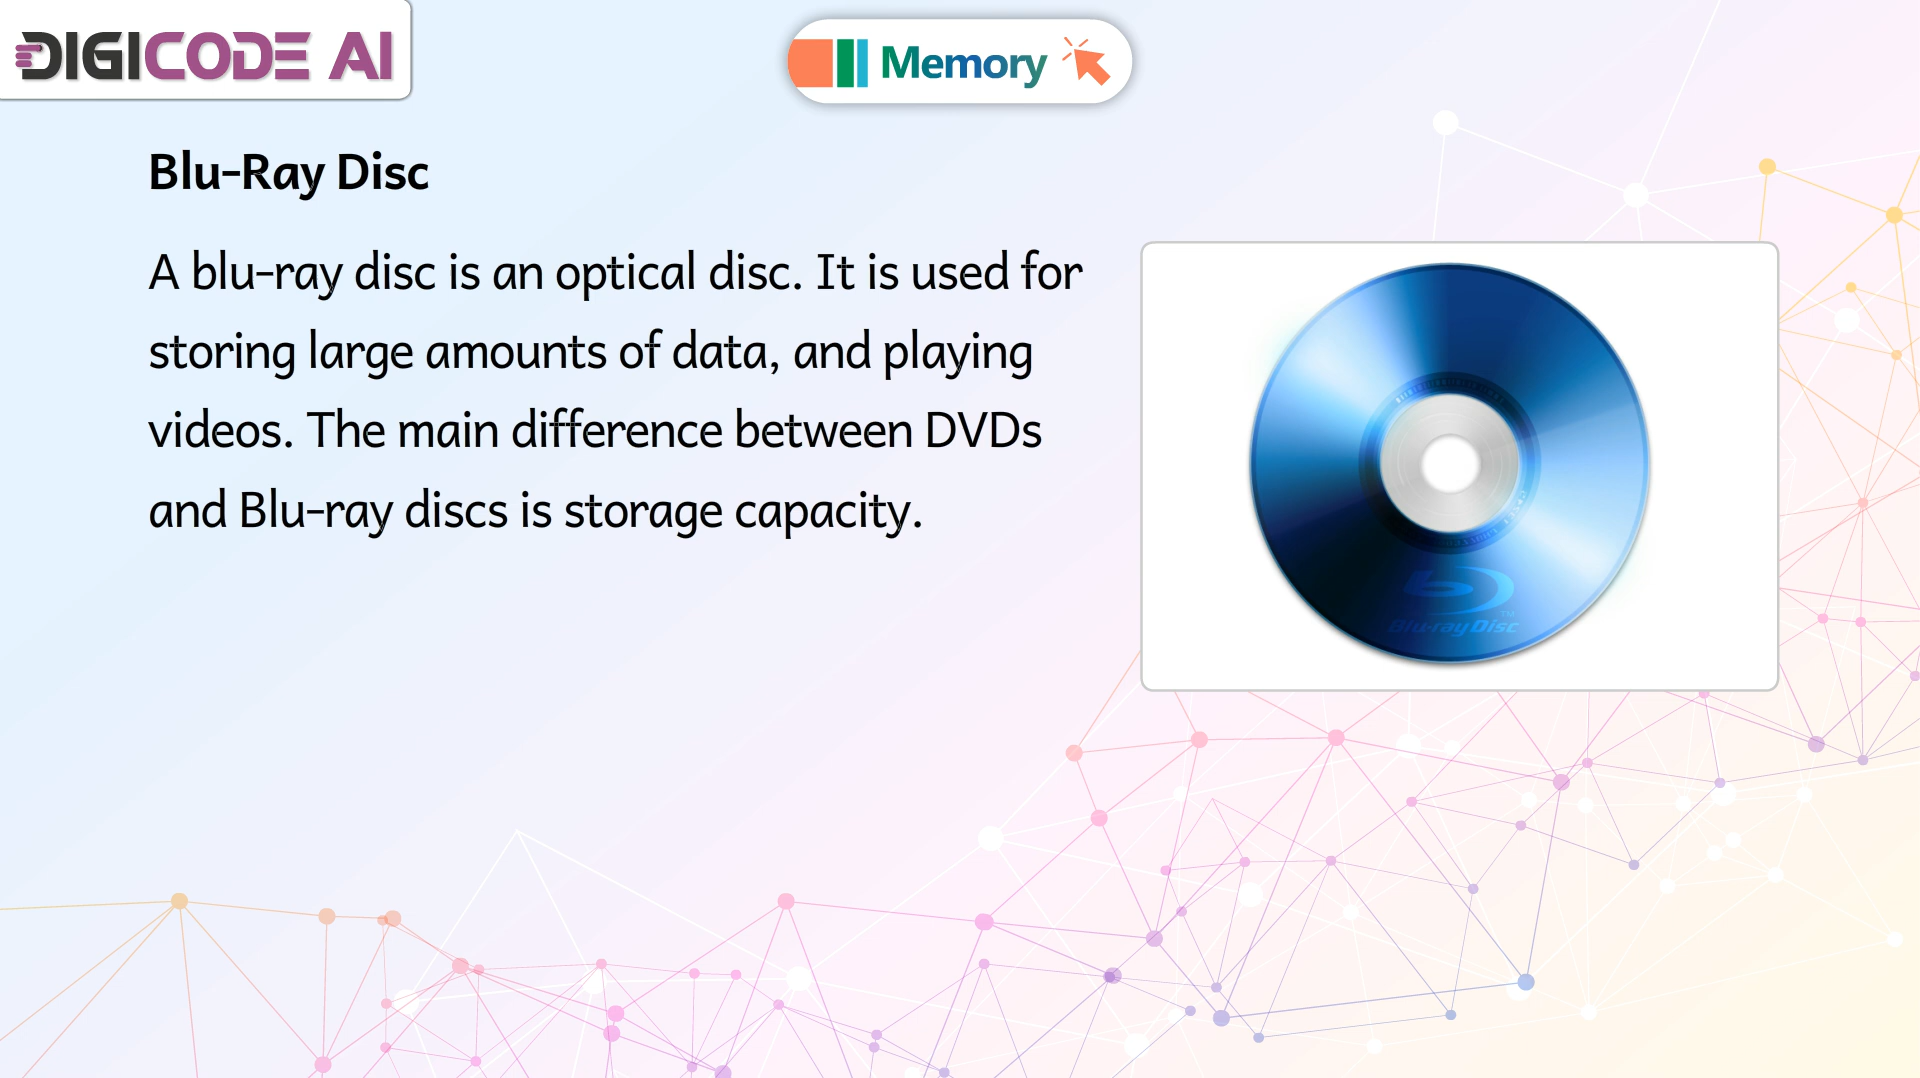 DIGICODE AI
Memory
Blu-Ray Disc
A blu-ray disc is an optical disc. It is used for
storing large amounts of data, and playing
videos. The main difference between DVDs
and Blu-ray discs is storage capacity.
Blu-ray Disc
TM